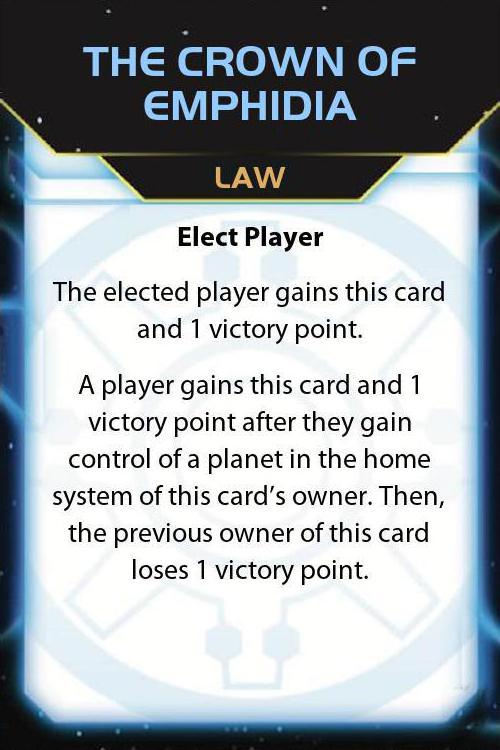 THE CROWN OF
EMPHIDIA
LAW
Elect Player
The elected player gains this card
and 1 victory point.
A player gains this card and 1
victory point after they gain
control of a planet in the home
system of this card’s owner. Then,
the previous owner of this card
loses 1 victory point.